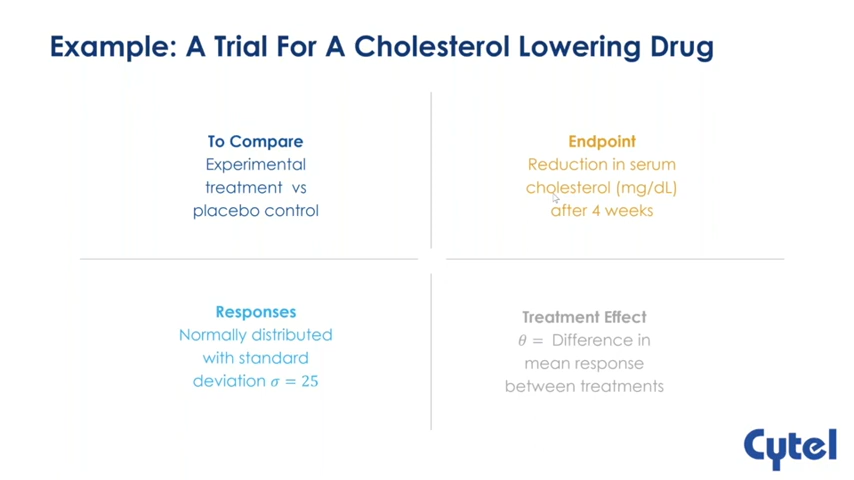 Example: A Trial For A Cholesterol Lowering Drug
To Compare
Experimental
treatment vs
placebo control
Endpoint
Reduction in serum
cholesterol (mg/dL)
after 4 weeks
Responses
Normally distributed
with standard
deviation σ = 25
Treatment Effect
θ = Difference in
mean response
between treatments
Cytel